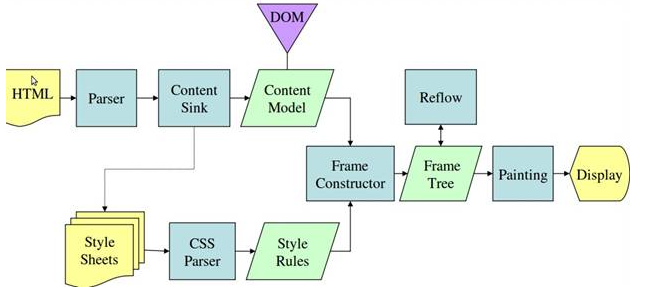 DOM
HTML
Parser
Content
Sink
Content
Model
Reflow
Frame
Constructor
Frame
Tree
Painting
Display
Style
Sheets
CSS
Parser
Style
Rules